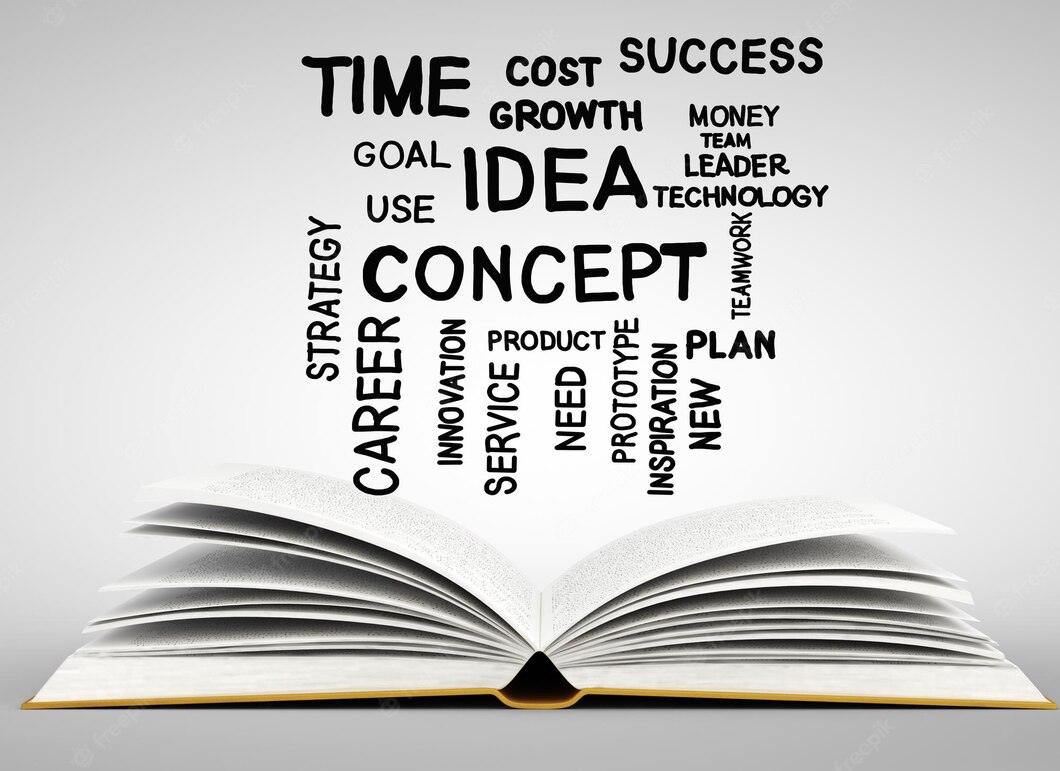 TIME
COST
SUCCESS
GROWTH
MONEY
TEAM
GOAL
IDEA
LEADER
TECHNOLOGY
USE
STRATEGY
CONCEPT
TEAMWORK
CAREER
INNOVATION
PRODUCT
SERVICE
NEED
PROTOTYPE
INSPIRATION
PLAN
NEW
freepik